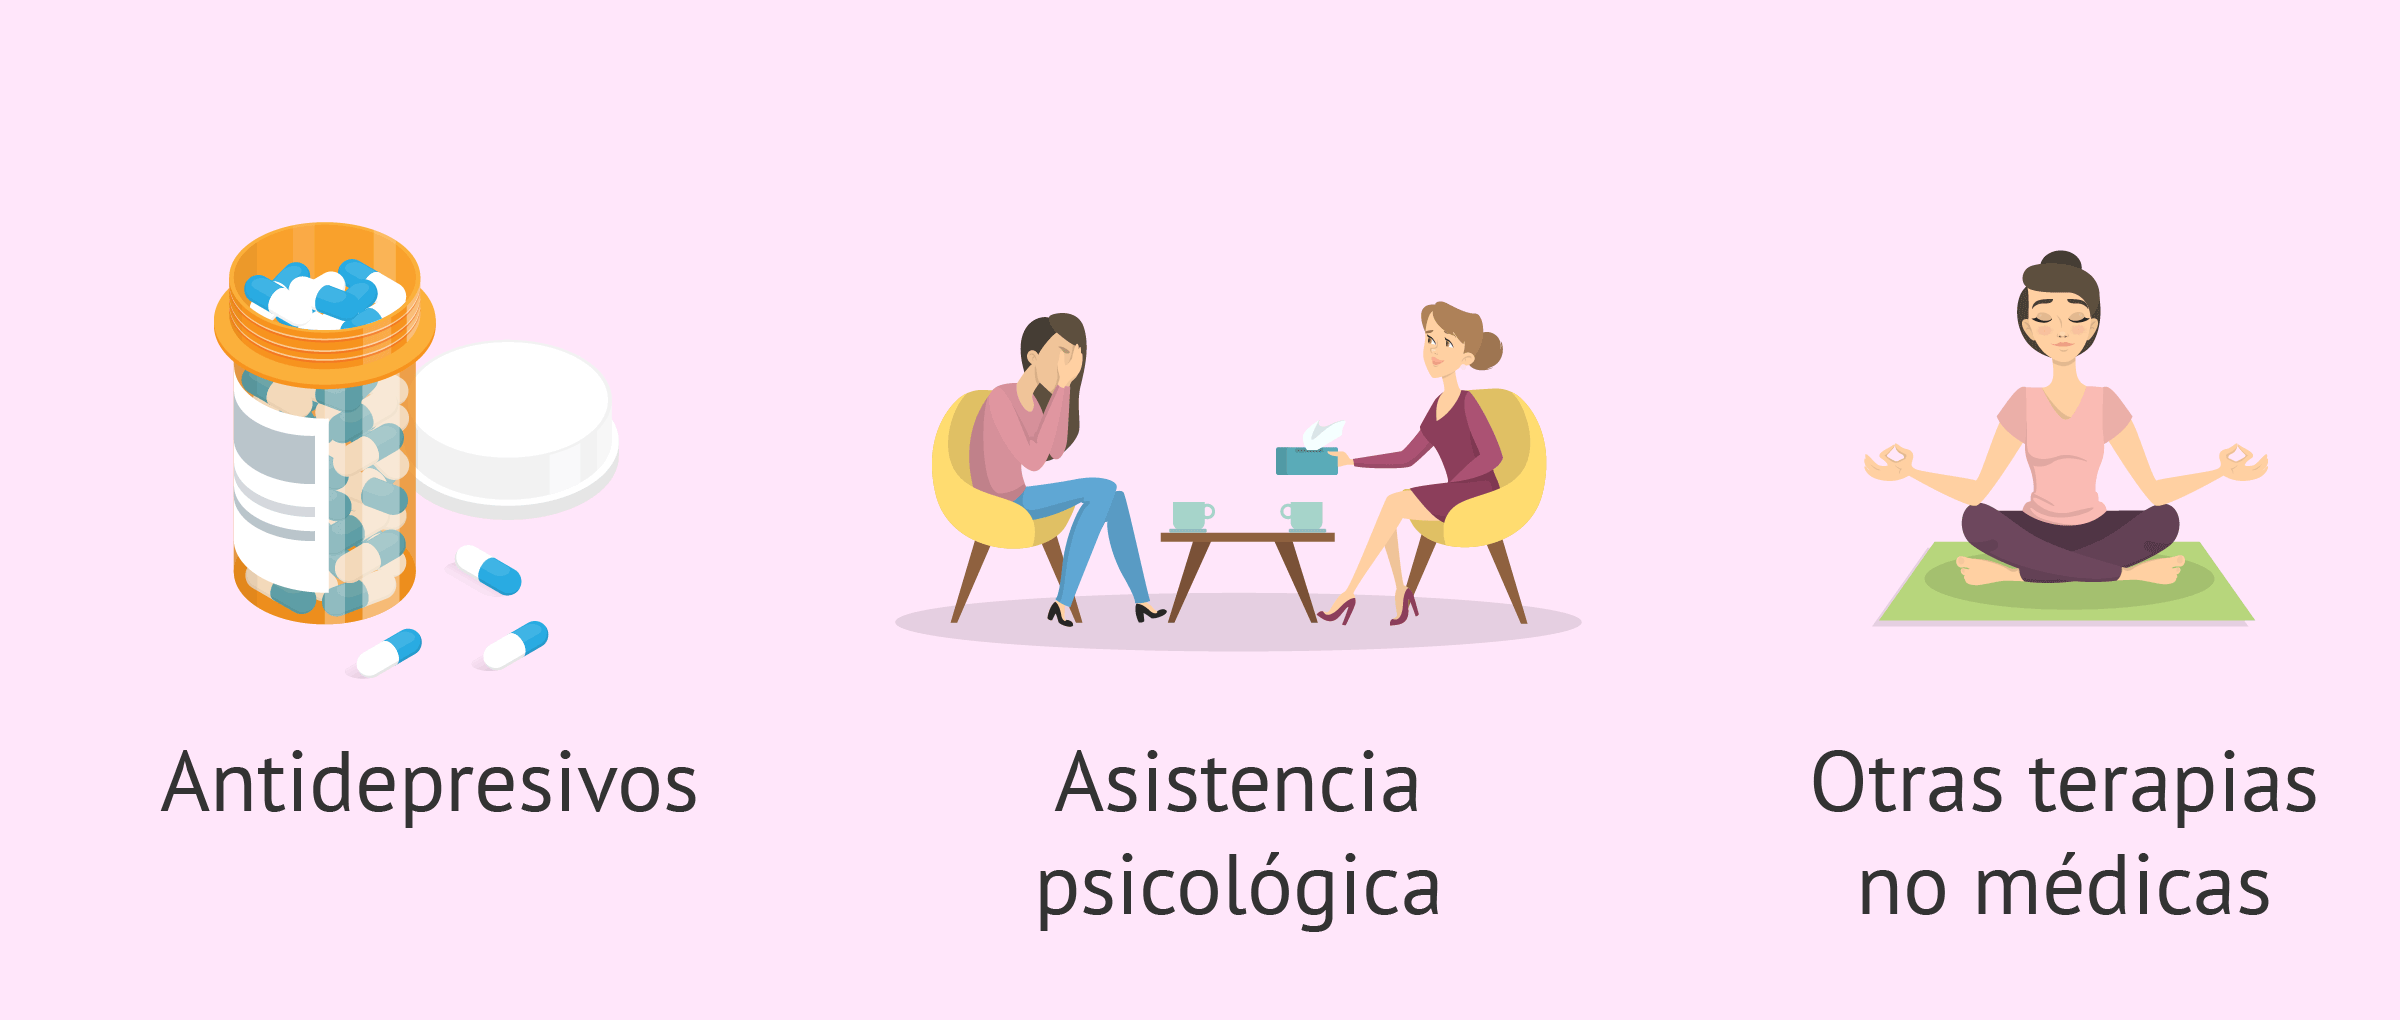 Antidepresivos
Asistencia
psicológica
Otras terapias
no médicas